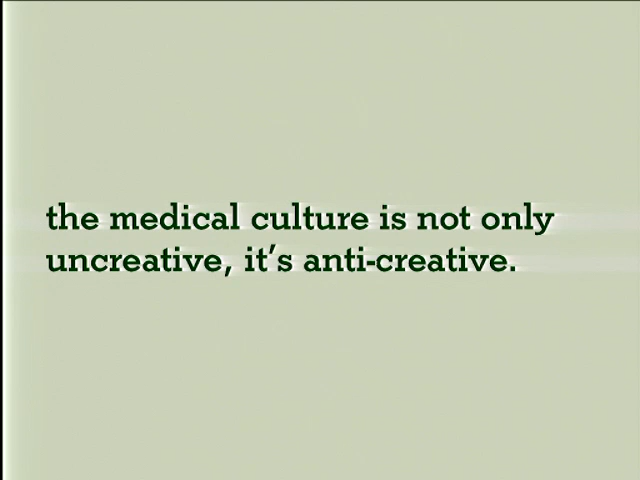 the medical culture is not only
uncreative, it’s anti-creative.